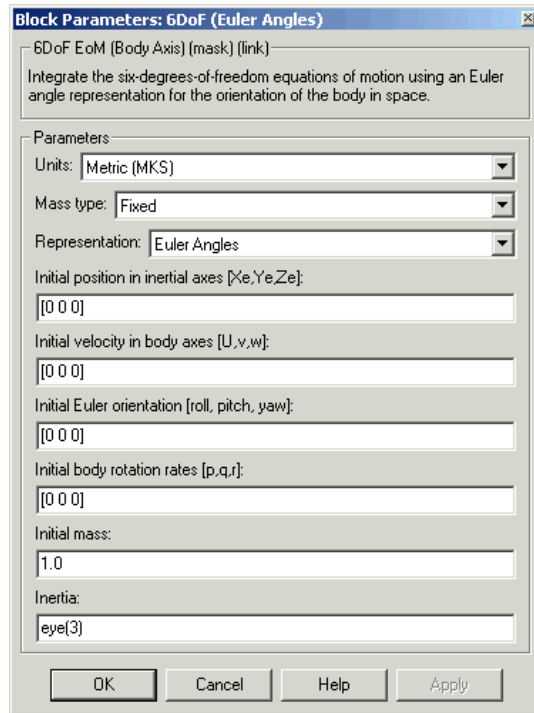 Block Parameters: 6DoF (Euler Angles)
6DoF EoM (Body Axis) (mask) (link)
Integrate the six-degrees-of-freedom equations of motion using an Euler
angle representation for the orientation of the body in space.
Parameters
Units: Metric (MKS)
Mass type: Fixed
Representation: Euler Angles
Initial position in inertial axes [Xe,Ye,Ze]:
[0 0 0]
Initial velocity in body axes [U,v,w]:
[0 0 0]
Initial Euler orientation [roll, pitch, yaw]:
[0 0 0]
Initial body rotation rates [p,q,r]:
[0 0 0]
Initial mass:
1.0
Inertia:
eye(3)
OK Cancel Help Apply